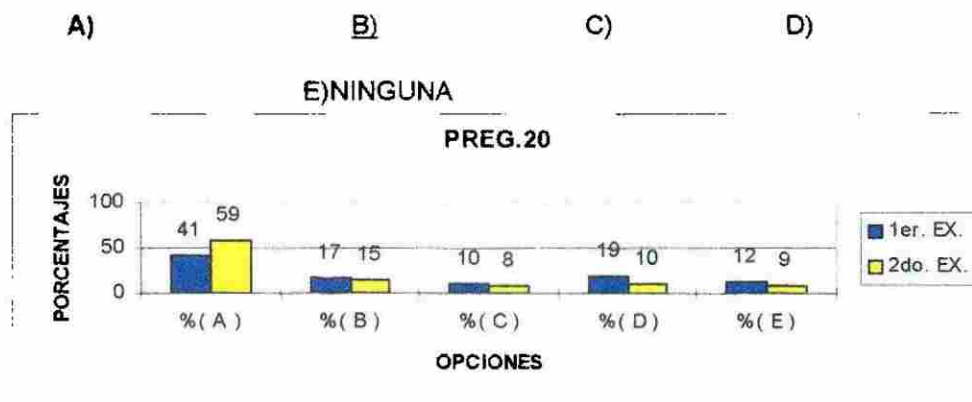 A) B) C) D)
E)NINGUNA
PREG.20
PORCENTAJES
100
50
0
41 59 17 15 10 8 19 10 12 9
%( A ) %( B ) %( C ) %( D ) %( E )
OPCIONES
1er. EX.
2do. EX.